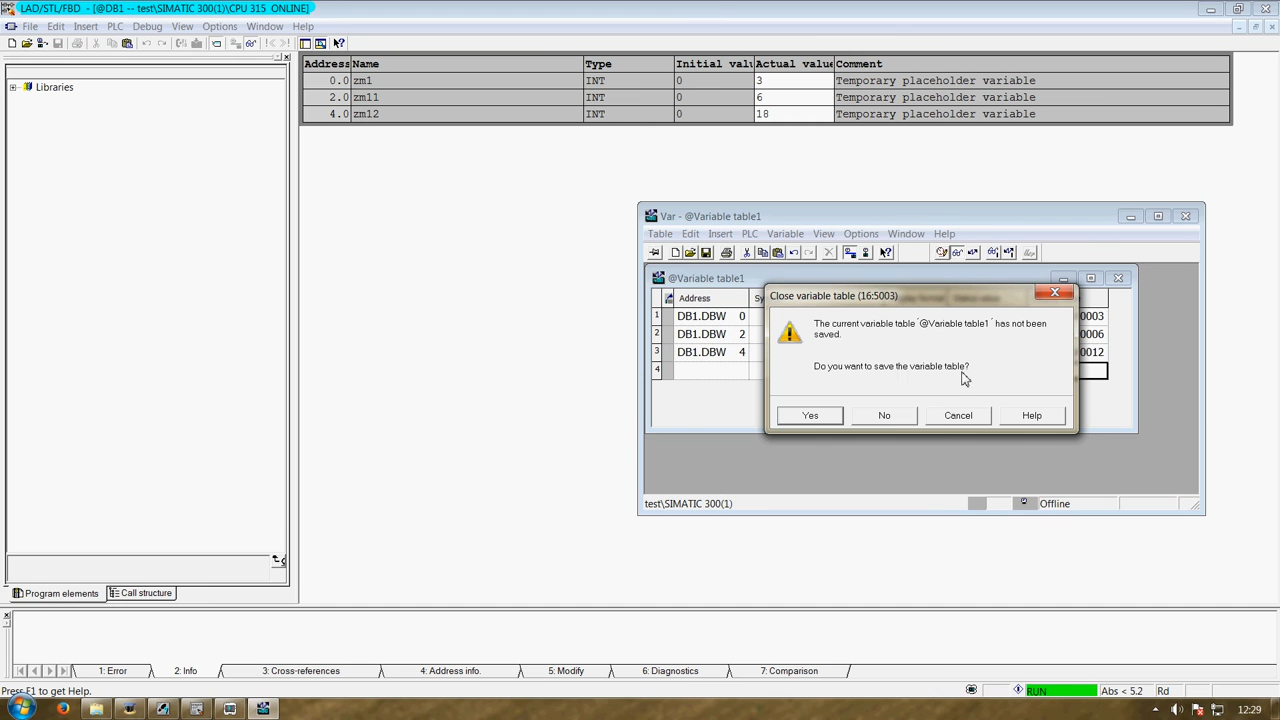 LAD/STL/FBD - [@DB1 -- test\SIMATIC 300(1)\CPU 315 ONLINE]
File Edit Insert PLC Debug View Options Window Help
Address Name Type Initial valu Actual value Comment
0.0 zm1 INT 0 3 Temporary placeholder variable
2.0 zm11 INT 0 6 Temporary placeholder variable
4.0 zm12 INT 0 18 Temporary placeholder variable
Libraries
Var - @Variable table1
Table Edit Insert PLC Variable View Options Window Help
@Variable table1
Address Sy
1 DB1.DBW 0 0003
2 DB1.DBW 2 0006
3 DB1.DBW 4 0012
4
Close variable table (16:5003)
The current variable table '@Variable table1' has not been
saved.
Do you want to save the variable table?
Yes No Cancel Help
test\SIMATIC 300(1) Offline
Program elements Call structure
1: Error 2: Info 3: Cross-references 4: Address info. 5: Modify 6: Diagnostics 7: Comparison
Press F1 to get Help. RUN Abs < 5.2 Rd
12:29